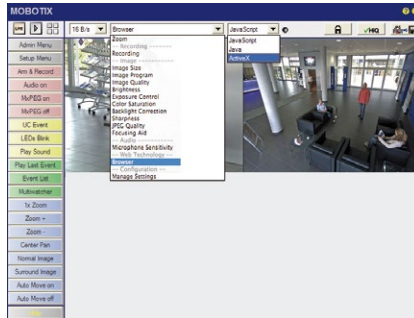 MOBOTIX
LIVE
16 B/s
Browser
JavaScript
HQ
Admin Menu
Setup Menu
Arm & Record
Audio on
MxPEG on
MxPEG off
UC Event
LEDs Blink
Play Sound
Play Last Event
Event List
Multiwatcher
1x Zoom
Zoom +
Zoom -
Center Pan
Normal Image
Surround Image
Auto Move on
Auto Move off
Zoom
-- Recording --
Recording
-- Image --
Image Size
Image Program
Image Quality
Brightness
Exposure Control
Color Saturation
Backlight Correction
Sharpness
JPEG Quality
Focusing Aid
-- Audio --
Microphone Sensitivity
-- Web Technology --
Browser
-- Configuration --
Manage Settings
JavaScript
Java
ActiveX